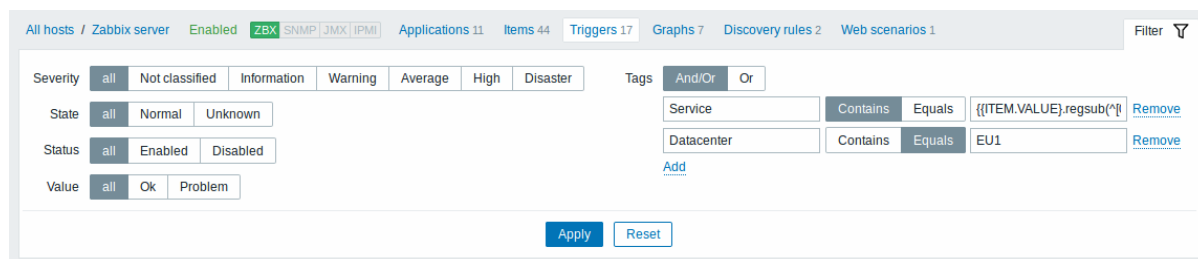 All hosts / Zabbix server Enabled ZBX SNMP JMX IPMI Applications 11 Items 44 Triggers 17 Graphs 7 Discovery rules 2 Web scenarios 1 Filter
Severity all Not classified Information Warning Average High Disaster Tags And/Or Or
State all Normal Unknown Service Contains Equals {{ITEM.VALUE}.regsub(^[ Remove
Status all Enabled Disabled Datacenter Contains Equals EU1 Remove
Add
Value all Ok Problem
Apply Reset